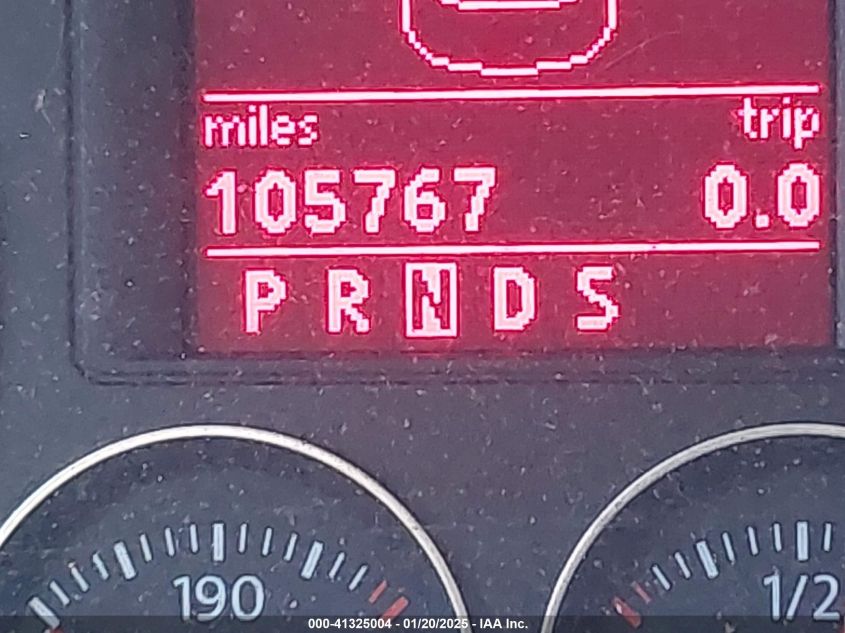 miles trip
105767 0.0
P R N D S
190 1/2
000-41325004 - 01/20/2025 - IAA Inc.